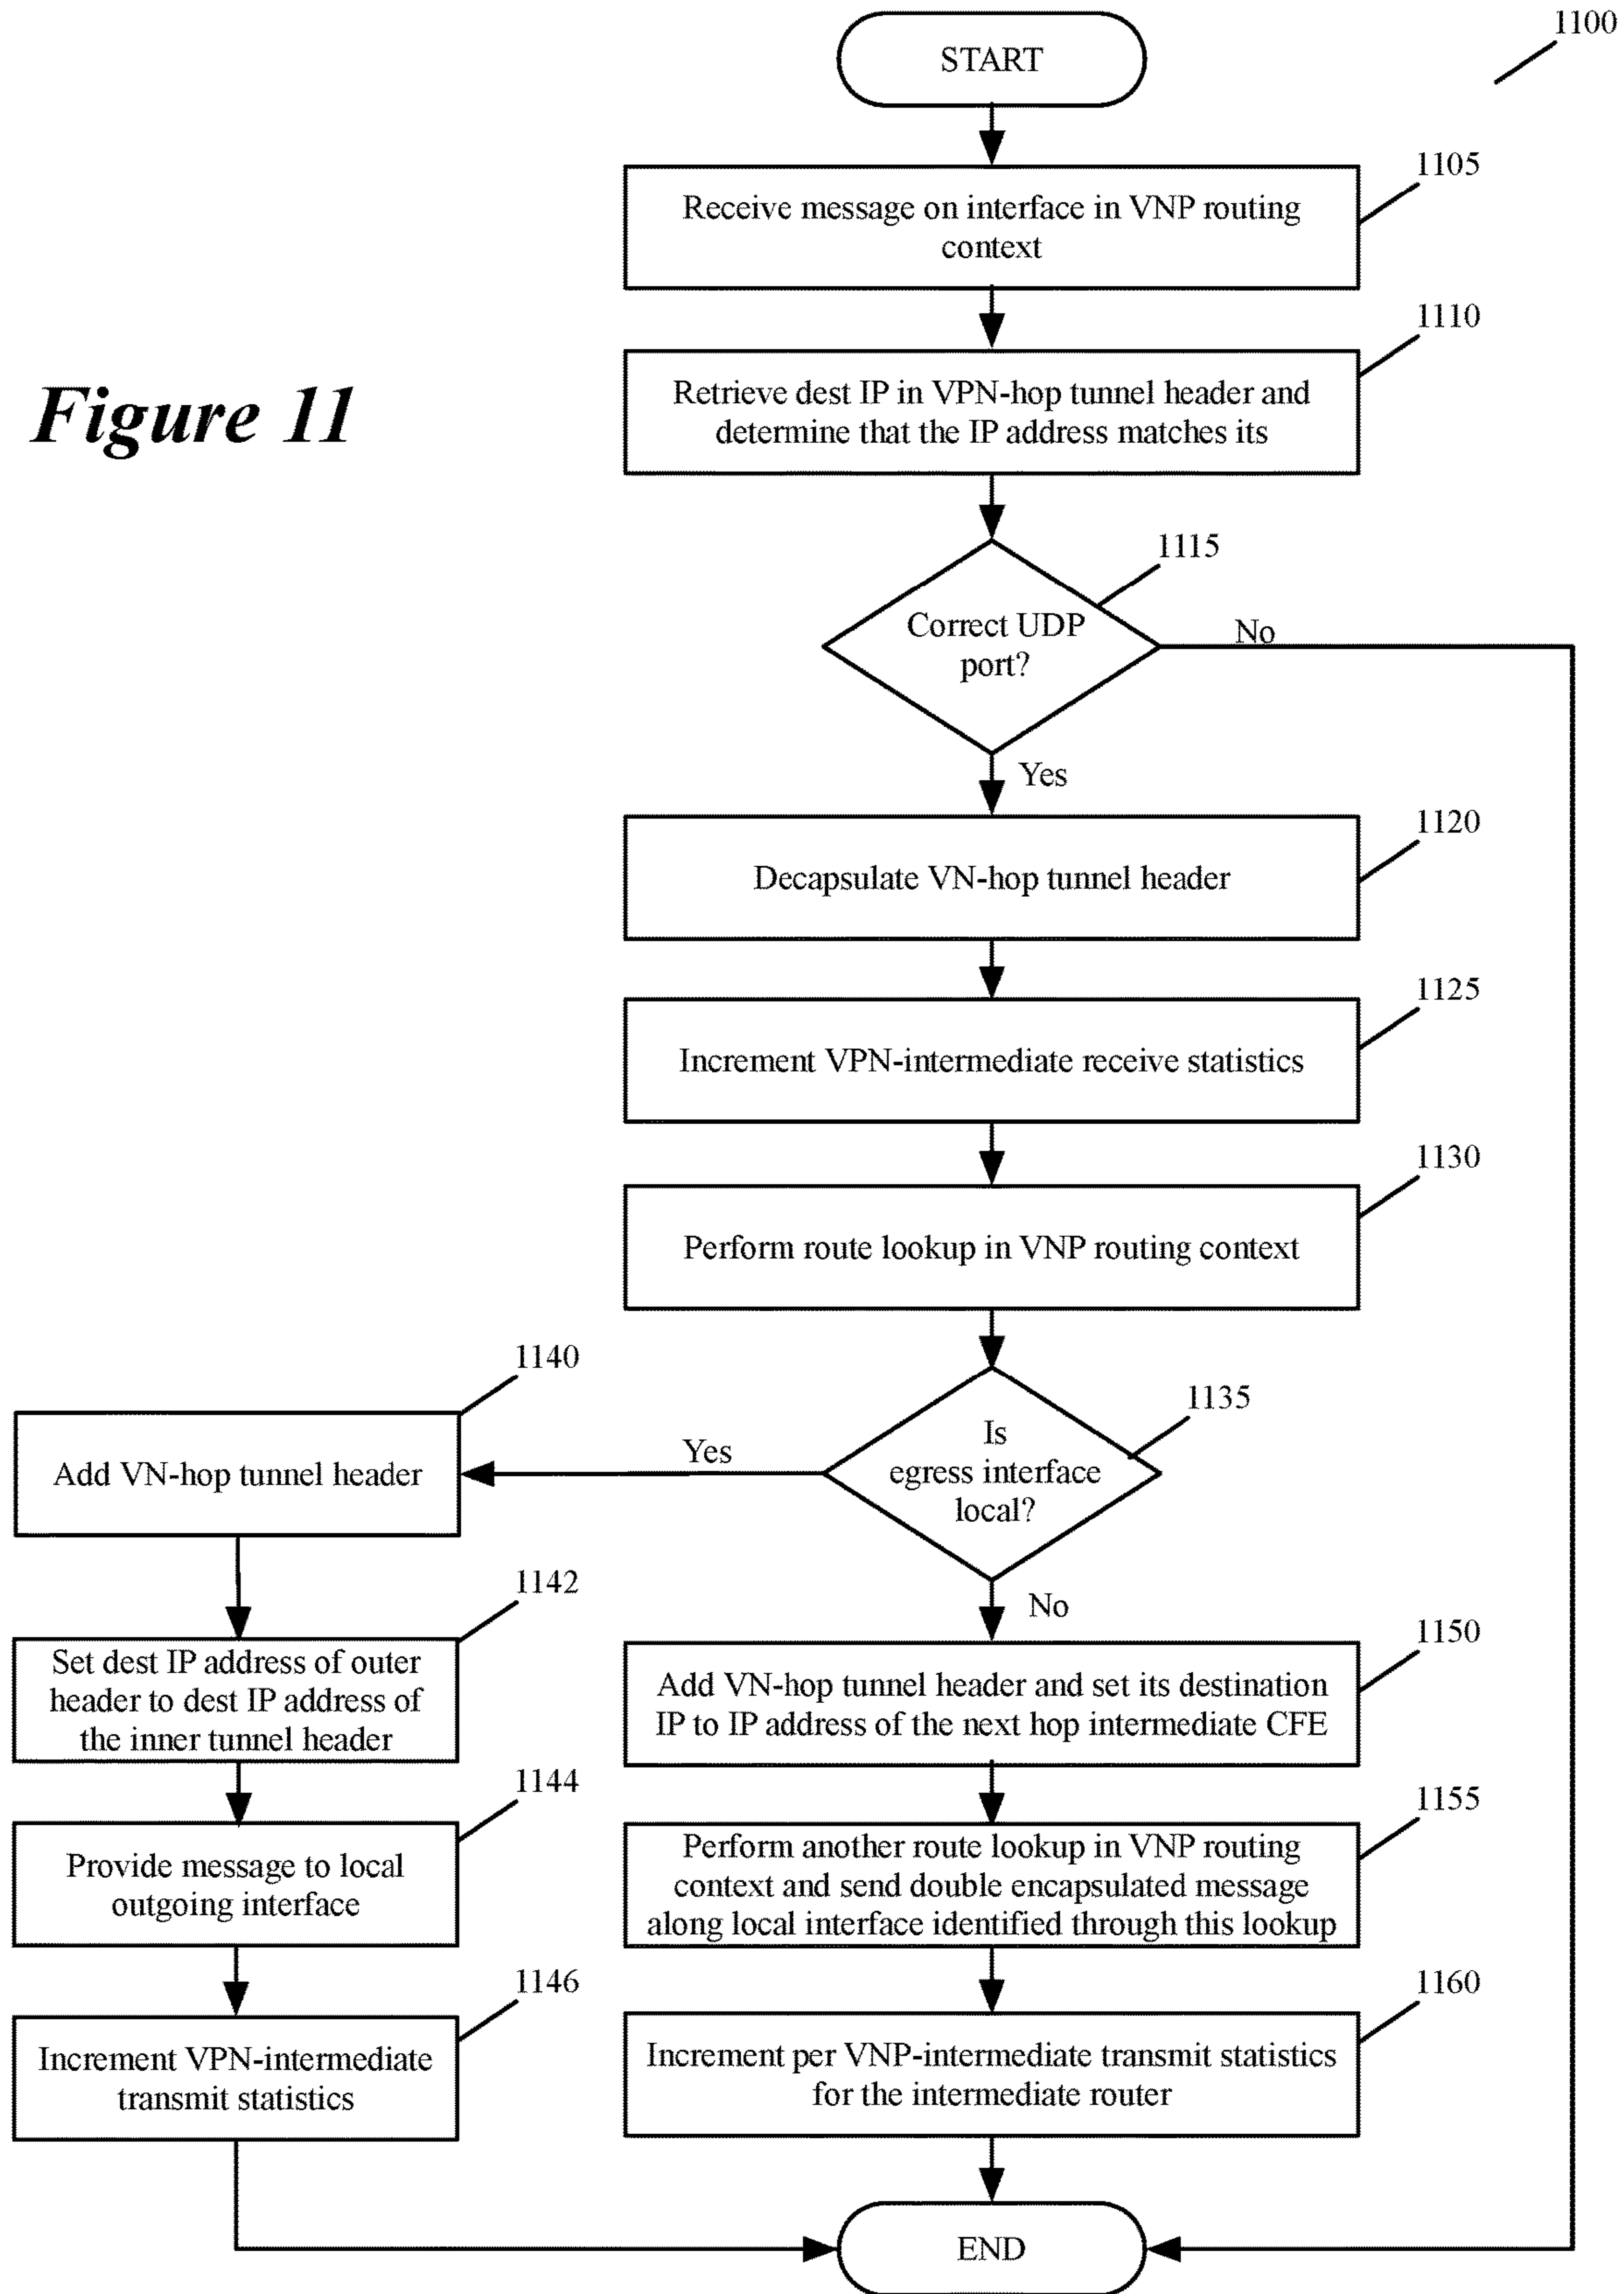 1100
START
1105
Receive message on interface in VNP routing
context
1110
Figure 11
Retrieve dest IP in VPN-hop tunnel header and
determine that the IP address matches its
1115
Correct UDP
port?
No
Yes
1120
Decapsulate VN-hop tunnel header
1125
Increment VPN-intermediate receive statistics
1130
Perform route lookup in VNP routing context
1135
Is
egress interface
local?
Yes
1140
Add VN-hop tunnel header
1142
Set dest IP address of outer
header to dest IP address of
the inner tunnel header
1144
Provide message to local
outgoing interface
1146
Increment VPN-intermediate
transmit statistics
No
1150
Add VN-hop tunnel header and set its destination
IP to IP address of the next hop intermediate CFE
1155
Perform another route lookup in VNP routing
context and send double encapsulated message
along local interface identified through this lookup
1160
Increment per VNP-intermediate transmit statistics
for the intermediate router
END